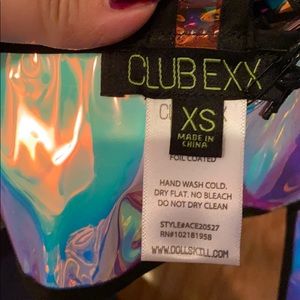 CLUB EXX
XS
MADE IN
CHINA
EXX
FOIL COATED
HAND WASH COLD.
DRY FLAT. NO BLEACH
DO NOT DRY CLEAN
STYLE#ACE20527
RN#102181958
WWW.DOLLSKILL.COM